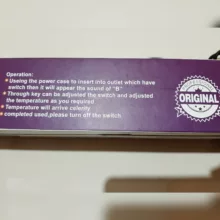 Operation:
Useing the power case to insert into outlet which have
switch then it will appear the sound of "B"
Through key can be adjusted the switch and adjusted
the temperature as you required
Temperature will arrive celerity
completed used,please turn off the switch.
ORIGINAL